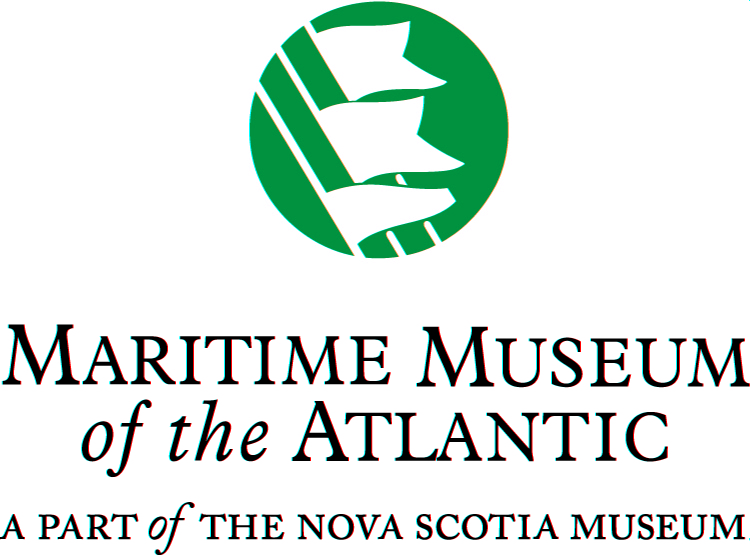 MARITIME MUSEUM
of the ATLANTIC
A PART of THE NOVA SCOTIA MUSEUM